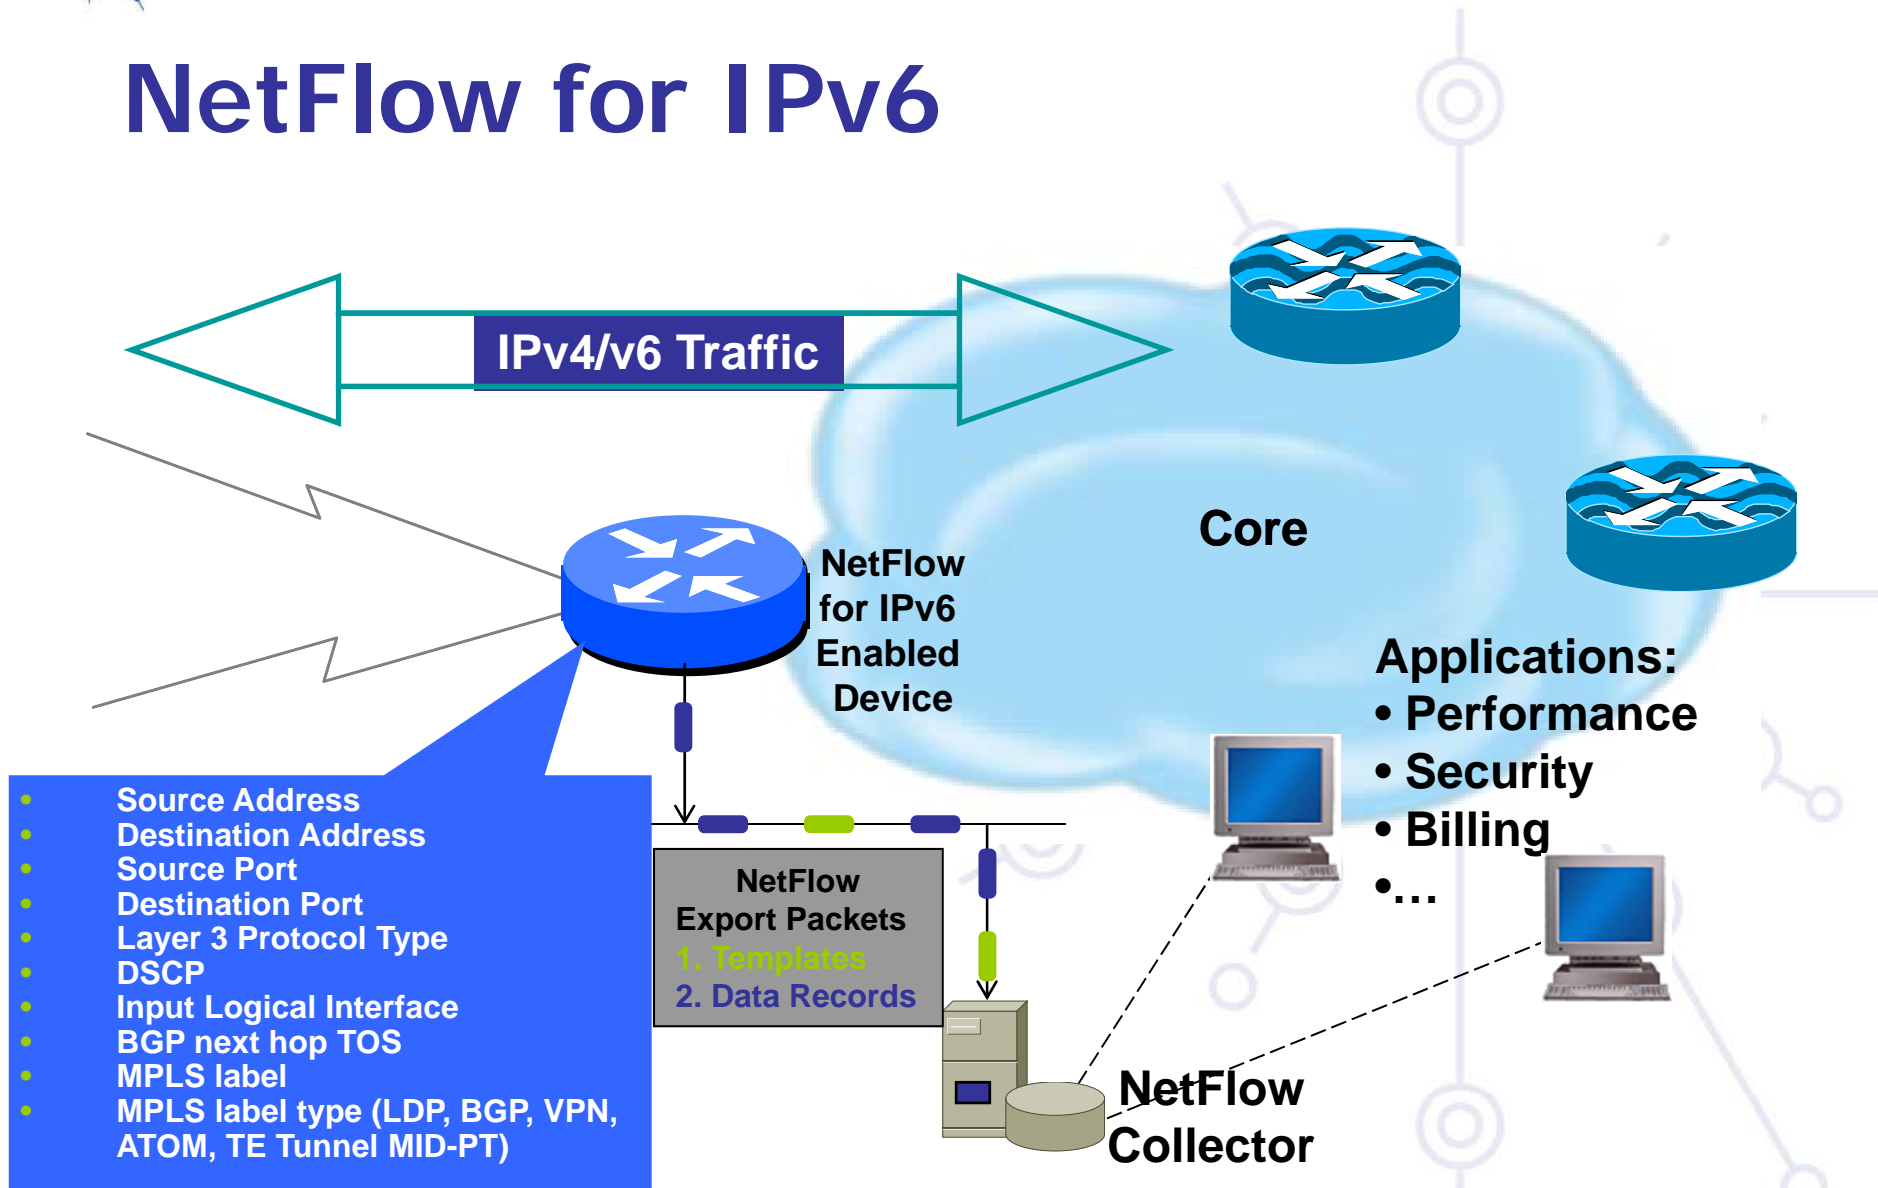 NetFlow for IPv6
IPv4/v6 Traffic
Core
NetFlow
for IPv6
Enabled
Device
Applications:
• Performance
• Security
• Billing
•…
• Source Address
• Destination Address
• Source Port
• Destination Port
• Layer 3 Protocol Type
• DSCP
• Input Logical Interface
• BGP next hop TOS
• MPLS label
• MPLS label type (LDP, BGP, VPN,
ATOM, TE Tunnel MID-PT)
NetFlow
Export Packets
1. Templates
2. Data Records
NetFlow
Collector